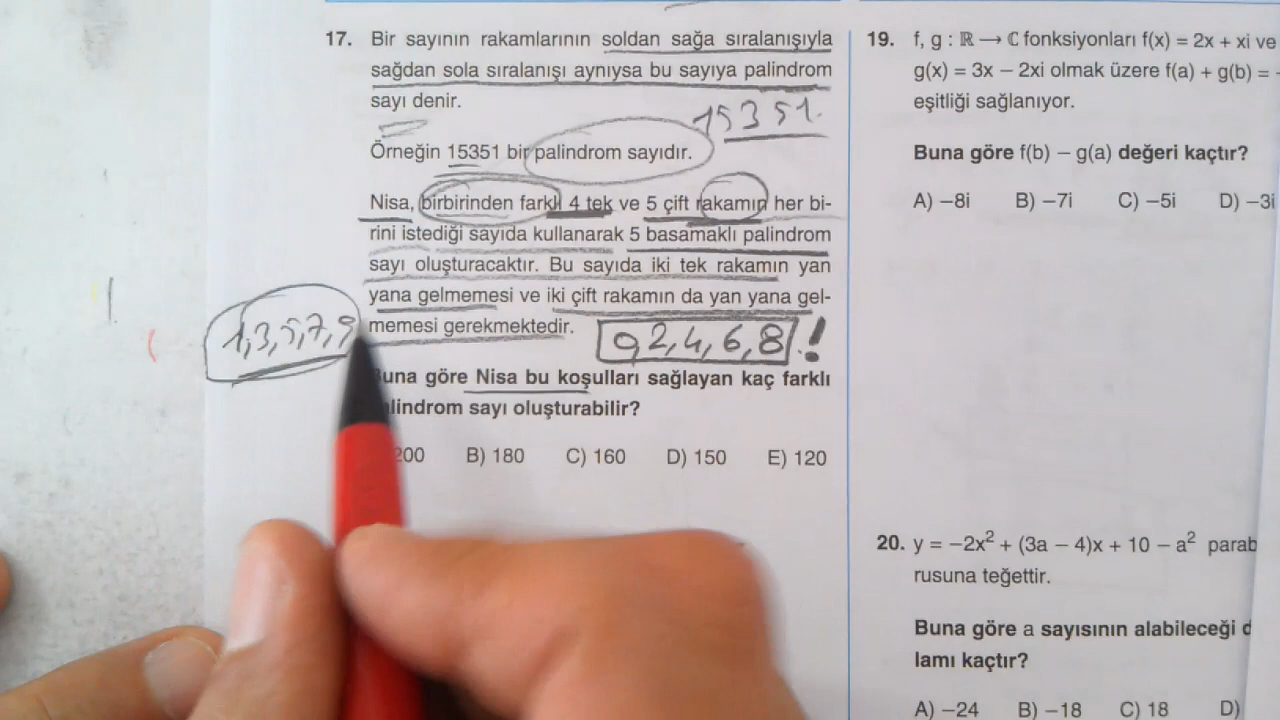 17. Bir sayının rakamlarının soldan sağa sıralanışıyla
sağdan sola sıralanışı aynıysa bu sayıya palindrom
sayı denir.
15351.
Örneğin 15351 bir palindrom sayıdır.
Nisa, birbirinden farklı 4 tek ve 5 çift rakamın her bi-
rini istediği sayıda kullanarak 5 basamaklı palindrom
sayı oluşturacaktır. Bu sayıda iki tek rakamın yan
yana gelmemesi ve iki çift rakamın da yan yana gel-
memesi gerekmektedir.
1,3,5,7,9
0,2,4,6,8 !
una göre Nisa bu koşulları sağlayan kaç farklı
lindrom sayı oluşturabilir?
200 B) 180 C) 160 D) 150 E) 120
19. f, g : ℝ → ℂ fonksiyonları f(x) = 2x + xi ve
g(x) = 3x − 2xi olmak üzere f(a) + g(b) = -
eşitliği sağlanıyor.
Buna göre f(b) − g(a) değeri kaçtır?
A) −8i B) −7i C) −5i D) −3i
20. y = −2x² + (3a − 4)x + 10 − a² parab
rusuna teğettir.
Buna göre a sayısının alabileceği d
lamı kaçtır?
A) −24 B) −18 C) 18 D)